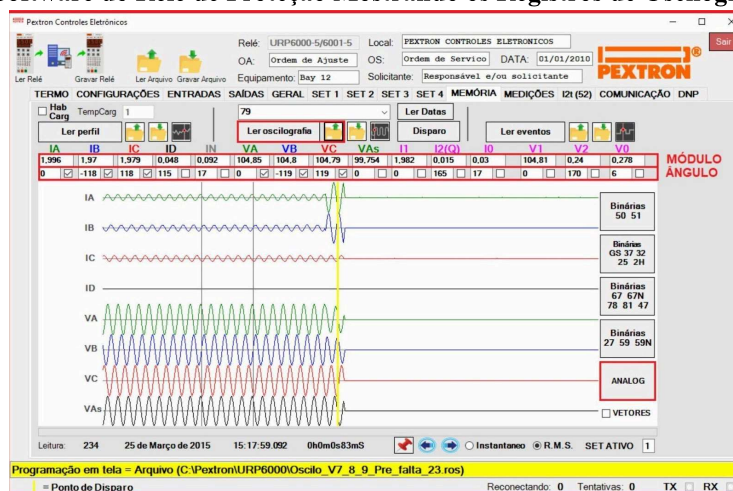 Software do Relé de Proteção Mostrando os Registros de Oscilogr
Pextron Controles Eletrônicos
Sair
Relé: URP6000-5/6001-5 Local: PEXTRON CONTROLES ELETRONICOS
OA: Ordem de Ajuste OS: Ordem de Servico DATA: 01/01/2010
Equipamento: Bay 12 Solicitante: Responsável e/ou solicitante
PEXTRON
Ler Relé Gravar Relé Ler Arquivo Gravar Arquivo
TERMO CONFIGURAÇÕES ENTRADAS SAÍDAS GERAL SET 1 SET 2 SET 3 SET 4 MEMÓRIA MEDIÇÕES I2t (52) COMUNICAÇÃO DNP
Hab Carg TempCarg 1 79 Ler Datas
Ler perfil Ler oscilografia Disparo Ler eventos
IA IB IC ID IN VA VB VC VAs I1 I2(Q) I0 V1 V2 V0
1,996 1,97 1,979 0,048 0,092 104,85 104,8 104,79 99,754 1,982 0,015 0,03 104,81 0,24 0,278 MÓDULO
0 -118 118 115 17 0 -119 119 0 0 165 17 0 170 6 ÂNGULO
IA
Binárias
50 51
IB
Binárias
GS 37 32
25 2H
IC
ID
Binárias
67 67N
78 81 47
VA
Binárias
27 59 59N
VB
VC
ANALOG
VAs
VETORES
Leitura: 234 25 de Março de 2015 15:17:59.092 0h0m0s83mS Instantaneo R.M.S. SET ATIVO 1
Programação em tela = Arquivo (C:\Pextron\URP6000\Oscilo_V7_8_9_Pre_falta_23.ros)
= Ponto de Disparo Reconectando: 0 Tentativas: 0 TX RX